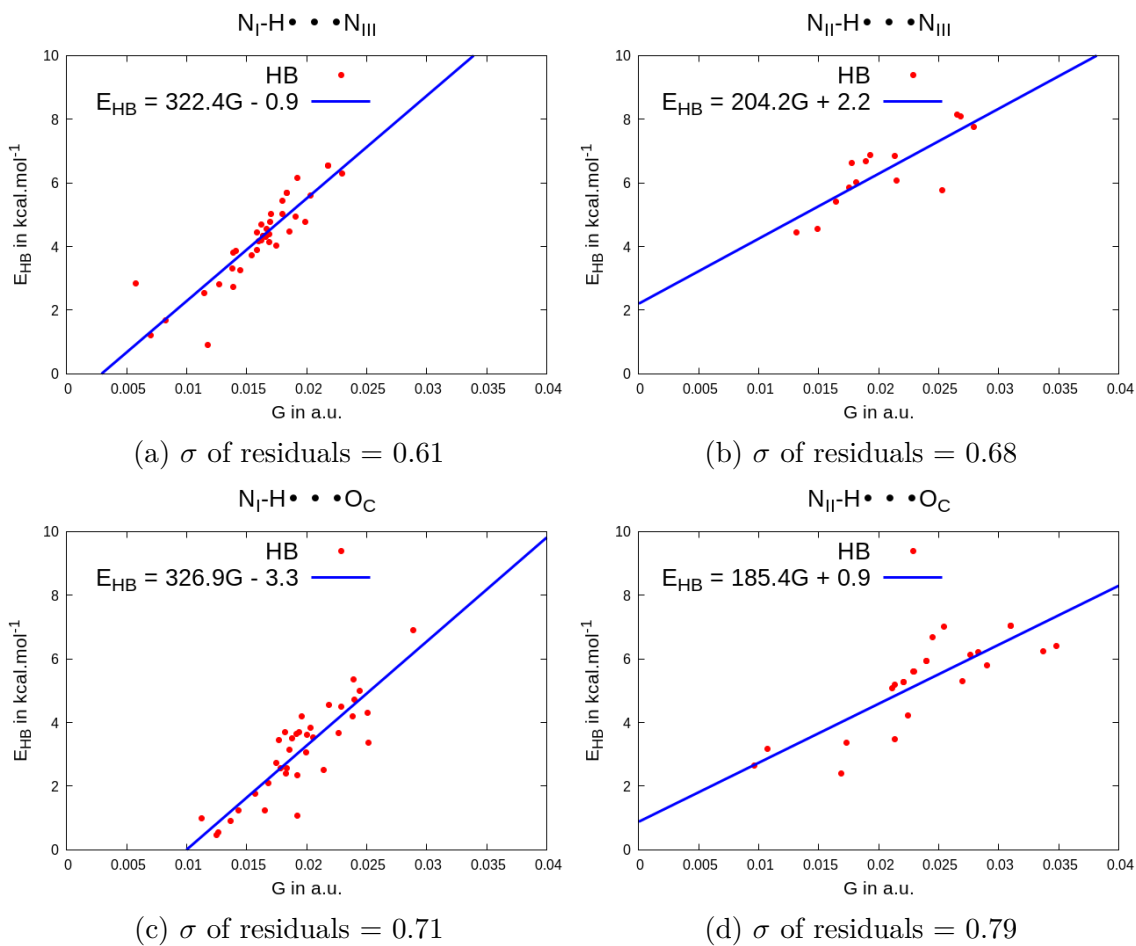 N_I-H• • •N_III
10
8
6
4
2
0
E_HB in kcal.mol^-1
HB
E_HB = 322.4G - 0.9
0 0.005 0.01 0.015 0.02 0.025 0.03 0.035 0.04
G in a.u.
(a) σ of residuals = 0.61
N_II-H• • •N_III
10
8
6
4
2
0
E_HB in kcal.mol^-1
HB
E_HB = 204.2G + 2.2
0 0.005 0.01 0.015 0.02 0.025 0.03 0.035 0.04
G in a.u.
(b) σ of residuals = 0.68
N_I-H• • •O_C
10
8
6
4
2
0
E_HB in kcal.mol^-1
HB
E_HB = 326.9G - 3.3
0 0.005 0.01 0.015 0.02 0.025 0.03 0.035 0.04
G in a.u.
(c) σ of residuals = 0.71
N_II-H• • •O_C
10
8
6
4
2
0
E_HB in kcal.mol^-1
HB
E_HB = 185.4G + 0.9
0 0.005 0.01 0.015 0.02 0.025 0.03 0.035 0.04
G in a.u.
(d) σ of residuals = 0.79